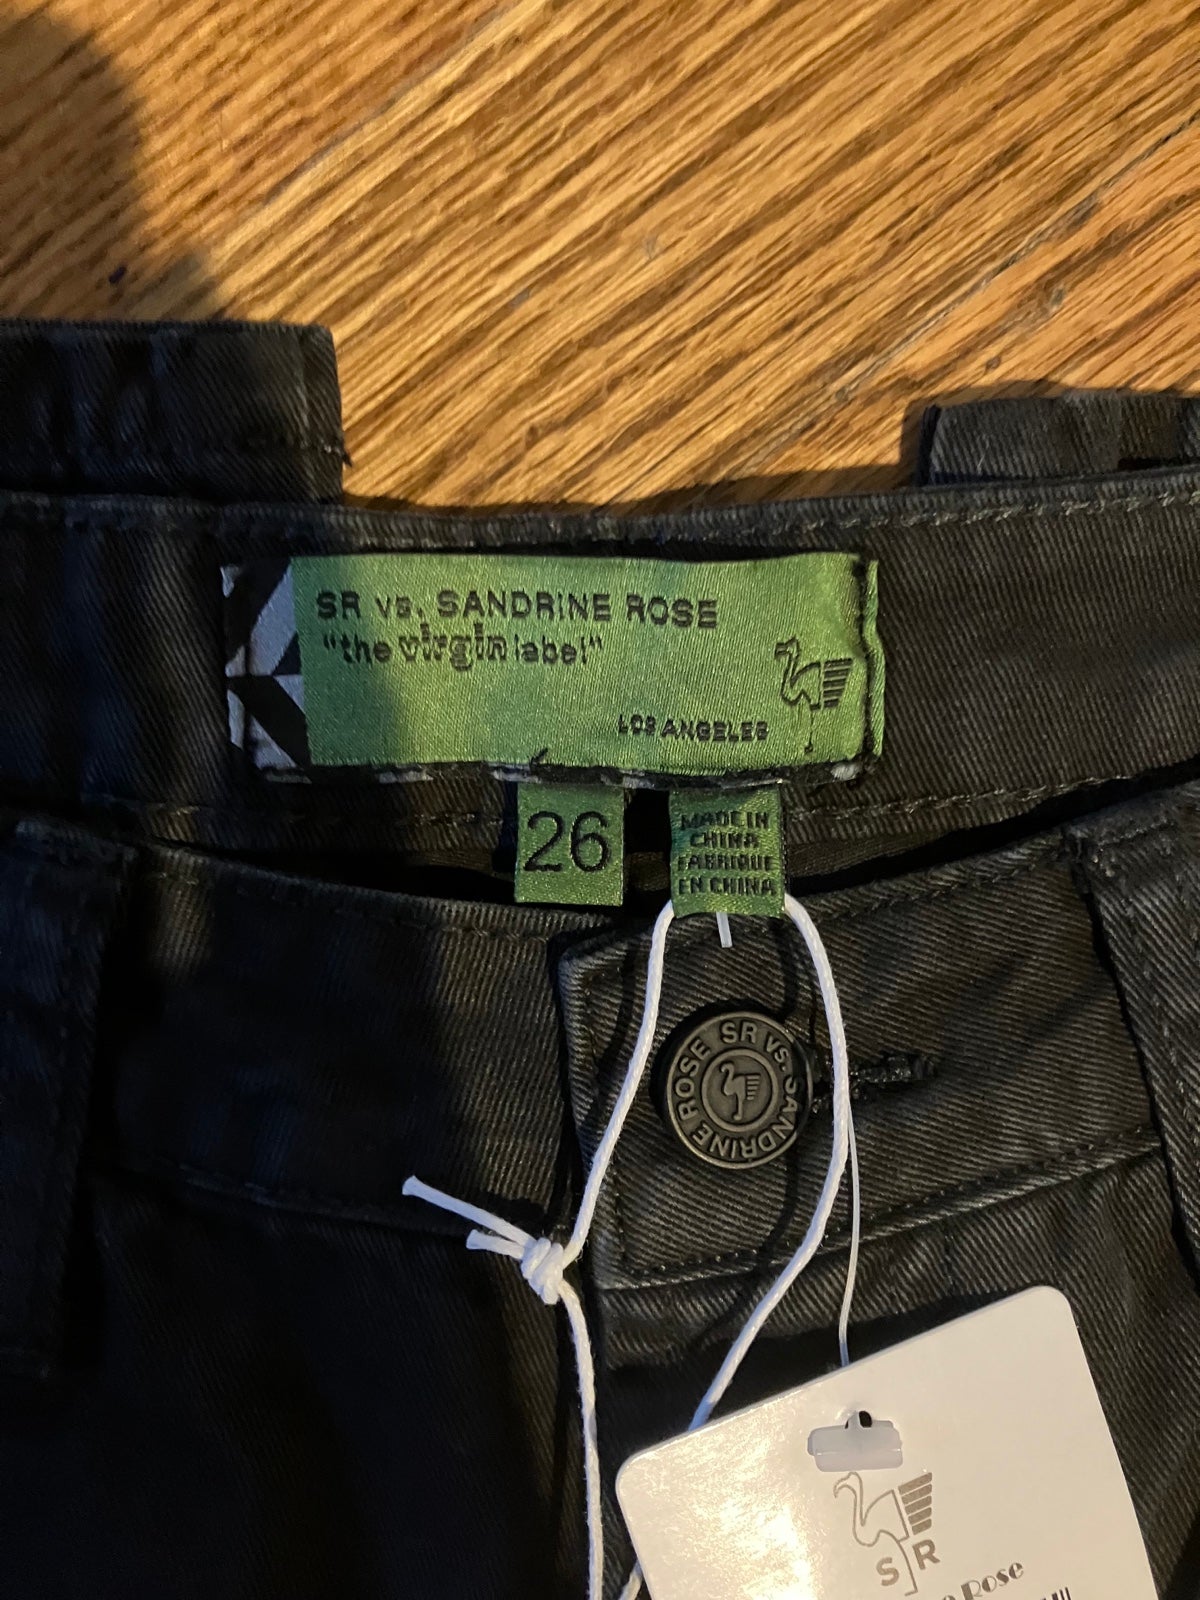 SR vs. SANDRINE ROSE
"the virgin label"
LOS ANGELES
26
MADE IN
CHINA
FABRIQUE
EN CHINA
SR VS. SANDRINE ROSE
S R
Rose